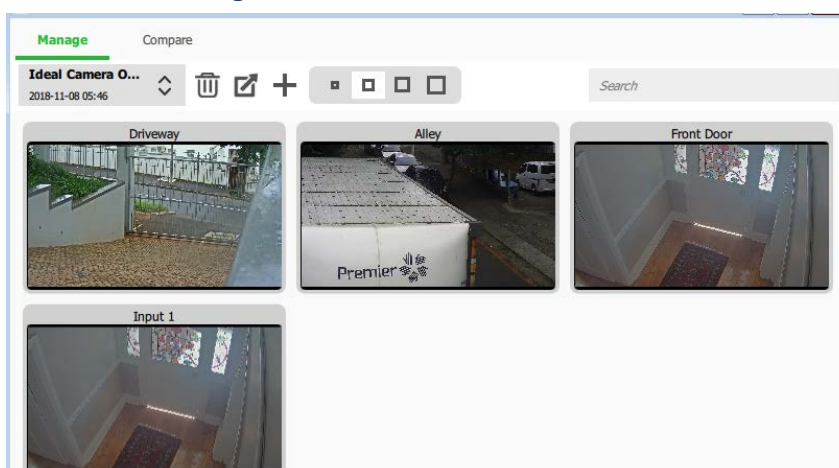 Manage Compare
Ideal Camera O...
2018-11-08 05:46
Search
Driveway Alley Front Door
Premier
Input 1